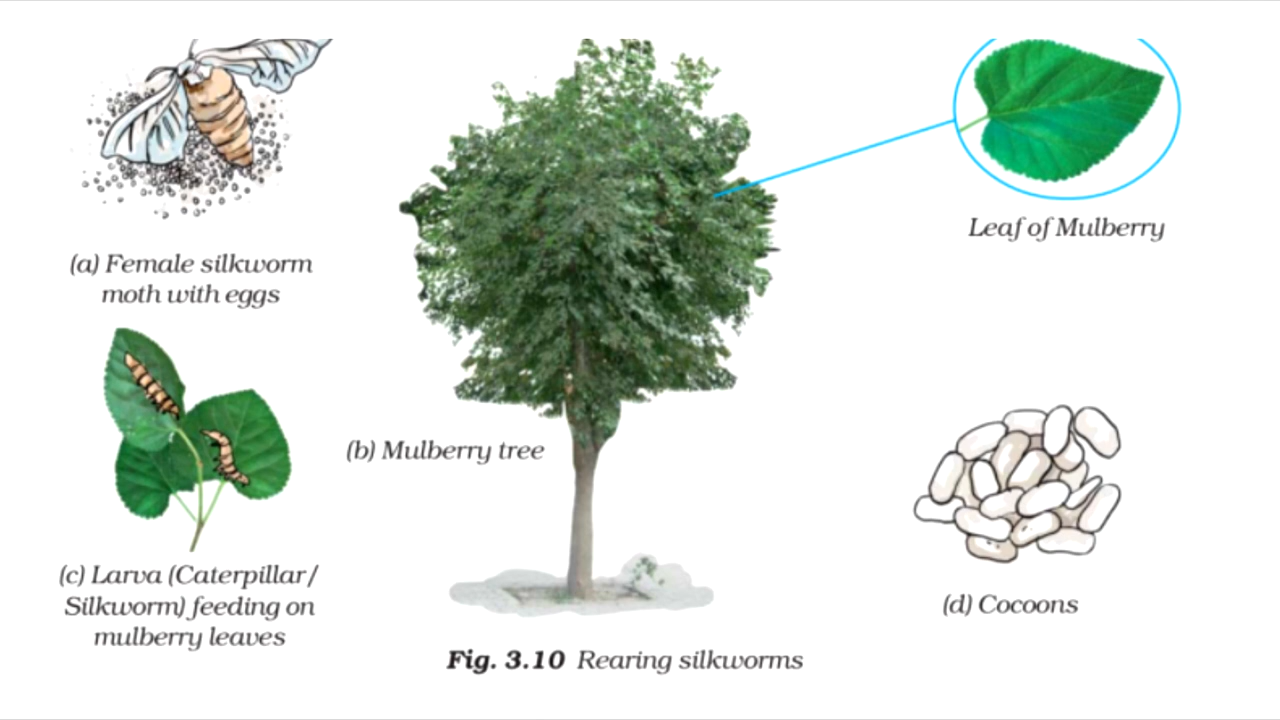 Leaf of Mulberry
(a) Female silkworm
moth with eggs
(b) Mulberry tree
(c) Larva (Caterpillar/
Silkworm) feeding on
mulberry leaves
(d) Cocoons
Fig. 3.10 Rearing silkworms